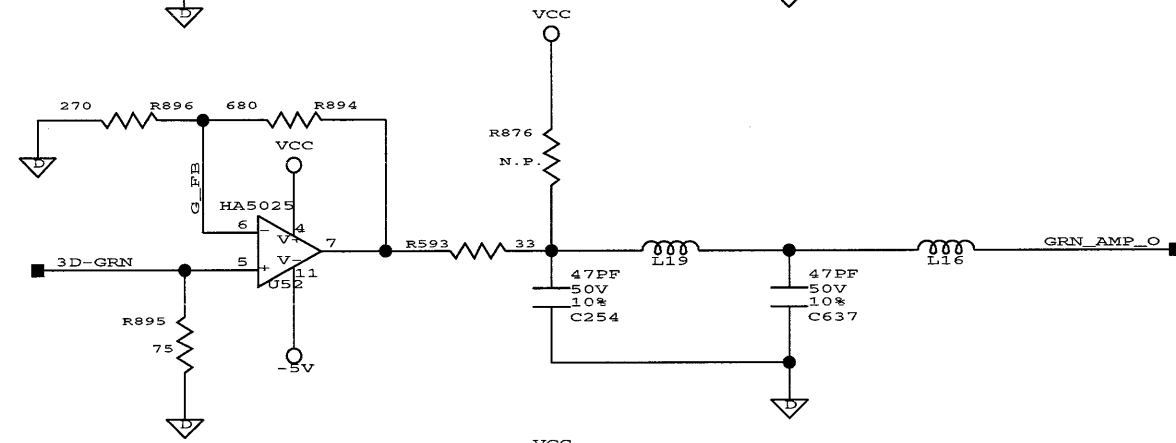 D
VCC
270 R896 680 R894
R876
N.P.
VCC
D
G_FB
HA5025
6 - 4
V+
7
R593 33
GRN_AMP_O
3D-GRN
5 +
V-
11
U52
L19
L16
47PF
50V
10%
C254
47PF
50V
10%
C637
R895
75
-5V
D
D
VCC